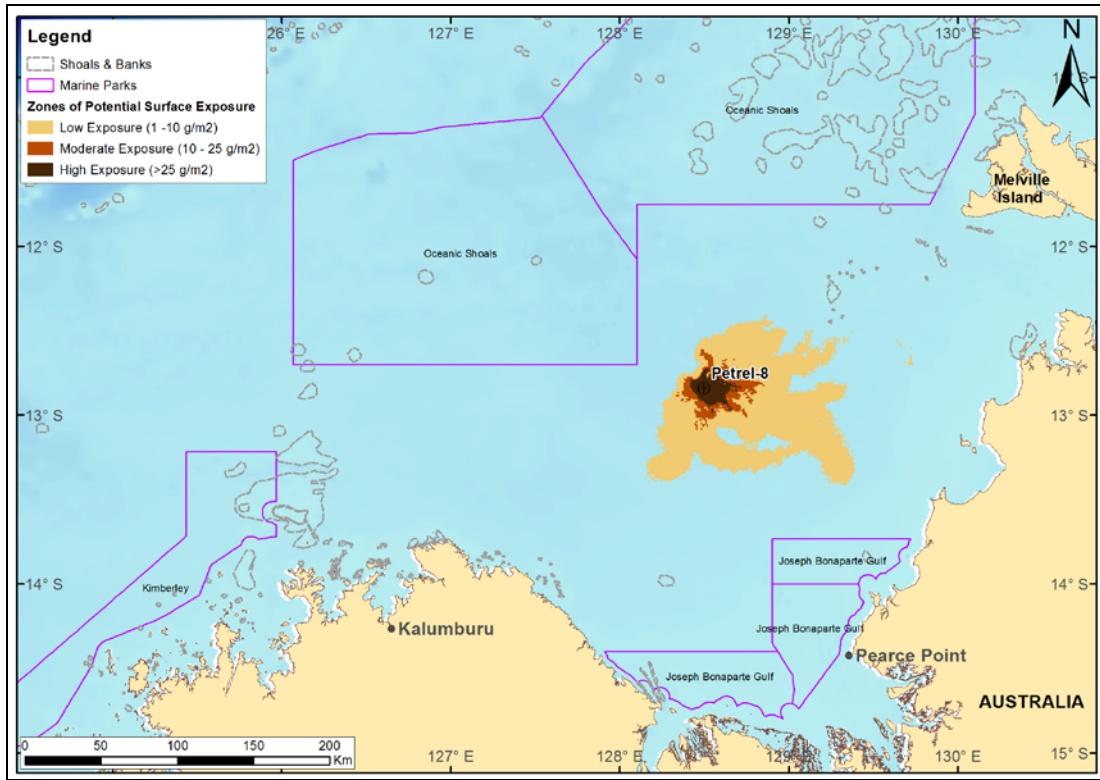 Legend
Shoals & Banks
Marine Parks
Zones of Potential Surface Exposure
Low Exposure (1 -10 g/m2)
Moderate Exposure (10 - 25 g/m2)
High Exposure (>25 g/m2)
26° E
127° E
128° E
129° E
130° E
N
Oceanic Shoals
Melville
Island
12° S
Oceanic Shoals
12° S
Petrel-8
13° S
13° S
Joseph Bonaparte Gulf
14° S
Kimberley
14° S
Kalumburu
Joseph Bonaparte Gulf
Pearce Point
Joseph Bonaparte Gulf
AUSTRALIA
0 50 100 150 200
Km
127° E
128° E
129° E
130° E
15° S